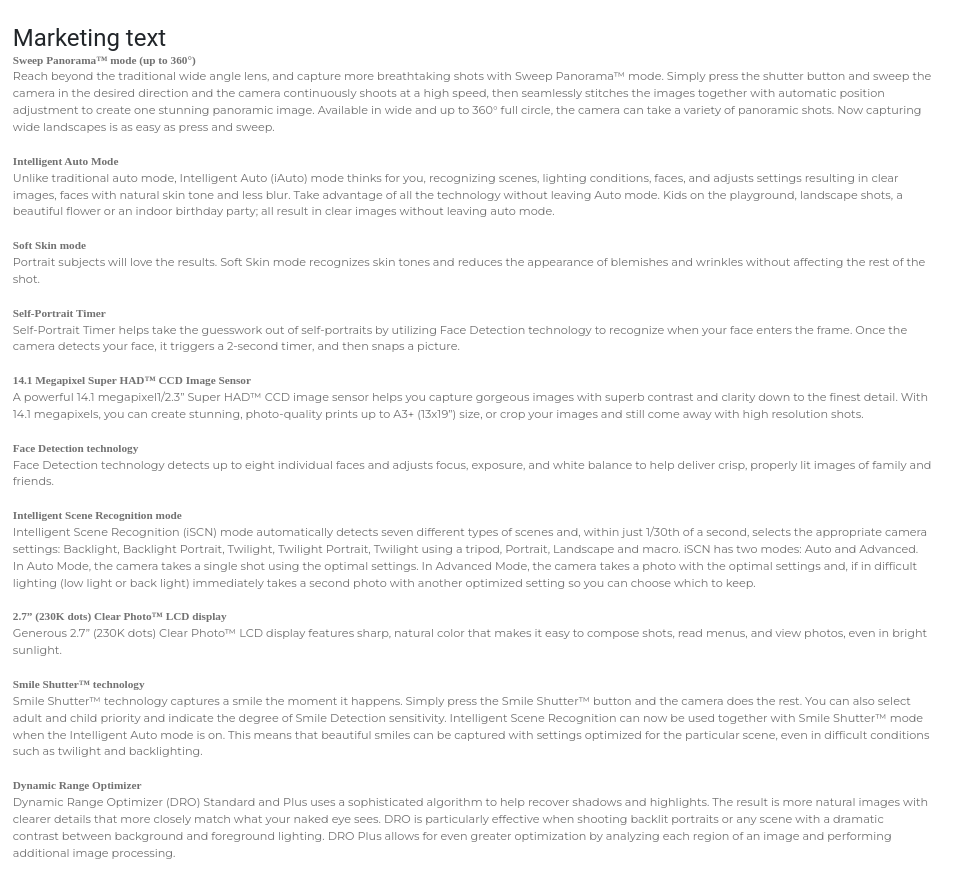 Marketing text
Sweep Panorama™ mode (up to 360°)
Reach beyond the traditional wide angle lens, and capture more breathtaking shots with Sweep Panorama™ mode. Simply press the shutter button and sweep the
camera in the desired direction and the camera continuously shoots at a high speed, then seamlessly stitches the images together with automatic position
adjustment to create one stunning panoramic image. Available in wide and up to 360° full circle, the camera can take a variety of panoramic shots. Now capturing
wide landscapes is as easy as press and sweep.
Intelligent Auto Mode
Unlike traditional auto mode, Intelligent Auto (iAuto) mode thinks for you, recognizing scenes, lighting conditions, faces, and adjusts settings resulting in clear
images, faces with natural skin tone and less blur. Take advantage of all the technology without leaving Auto mode. Kids on the playground, landscape shots, a
beautiful flower or an indoor birthday party; all result in clear images without leaving auto mode.
Soft Skin mode
Portrait subjects will love the results. Soft Skin mode recognizes skin tones and reduces the appearance of blemishes and wrinkles without affecting the rest of the
shot.
Self-Portrait Timer
Self-Portrait Timer helps take the guesswork out of self-portraits by utilizing Face Detection technology to recognize when your face enters the frame. Once the
camera detects your face, it triggers a 2-second timer, and then snaps a picture.
14.1 Megapixel Super HAD™ CCD Image Sensor
A powerful 14.1 megapixel1/2.3” Super HAD™ CCD image sensor helps you capture gorgeous images with superb contrast and clarity down to the finest detail. With
14.1 megapixels, you can create stunning, photo-quality prints up to A3+ (13x19”) size, or crop your images and still come away with high resolution shots.
Face Detection technology
Face Detection technology detects up to eight individual faces and adjusts focus, exposure, and white balance to help deliver crisp, properly lit images of family and
friends.
Intelligent Scene Recognition mode
Intelligent Scene Recognition (iSCN) mode automatically detects seven different types of scenes and, within just 1/30th of a second, selects the appropriate camera
settings: Backlight, Backlight Portrait, Twilight, Twilight Portrait, Twilight using a tripod, Portrait, Landscape and macro. iSCN has two modes: Auto and Advanced.
In Auto Mode, the camera takes a single shot using the optimal settings. In Advanced Mode, the camera takes a photo with the optimal settings and, if in difficult
lighting (low light or back light) immediately takes a second photo with another optimized setting so you can choose which to keep.
2.7” (230K dots) Clear Photo™ LCD display
Generous 2.7” (230K dots) Clear Photo™ LCD display features sharp, natural color that makes it easy to compose shots, read menus, and view photos, even in bright
sunlight.
Smile Shutter™ technology
Smile Shutter™ technology captures a smile the moment it happens. Simply press the Smile Shutter™ button and the camera does the rest. You can also select
adult and child priority and indicate the degree of Smile Detection sensitivity. Intelligent Scene Recognition can now be used together with Smile Shutter™ mode
when the Intelligent Auto mode is on. This means that beautiful smiles can be captured with settings optimized for the particular scene, even in difficult conditions
such as twilight and backlighting.
Dynamic Range Optimizer
Dynamic Range Optimizer (DRO) Standard and Plus uses a sophisticated algorithm to help recover shadows and highlights. The result is more natural images with
clearer details that more closely match what your naked eye sees. DRO is particularly effective when shooting backlit portraits or any scene with a dramatic
contrast between background and foreground lighting. DRO Plus allows for even greater optimization by analyzing each region of an image and performing
additional image processing.